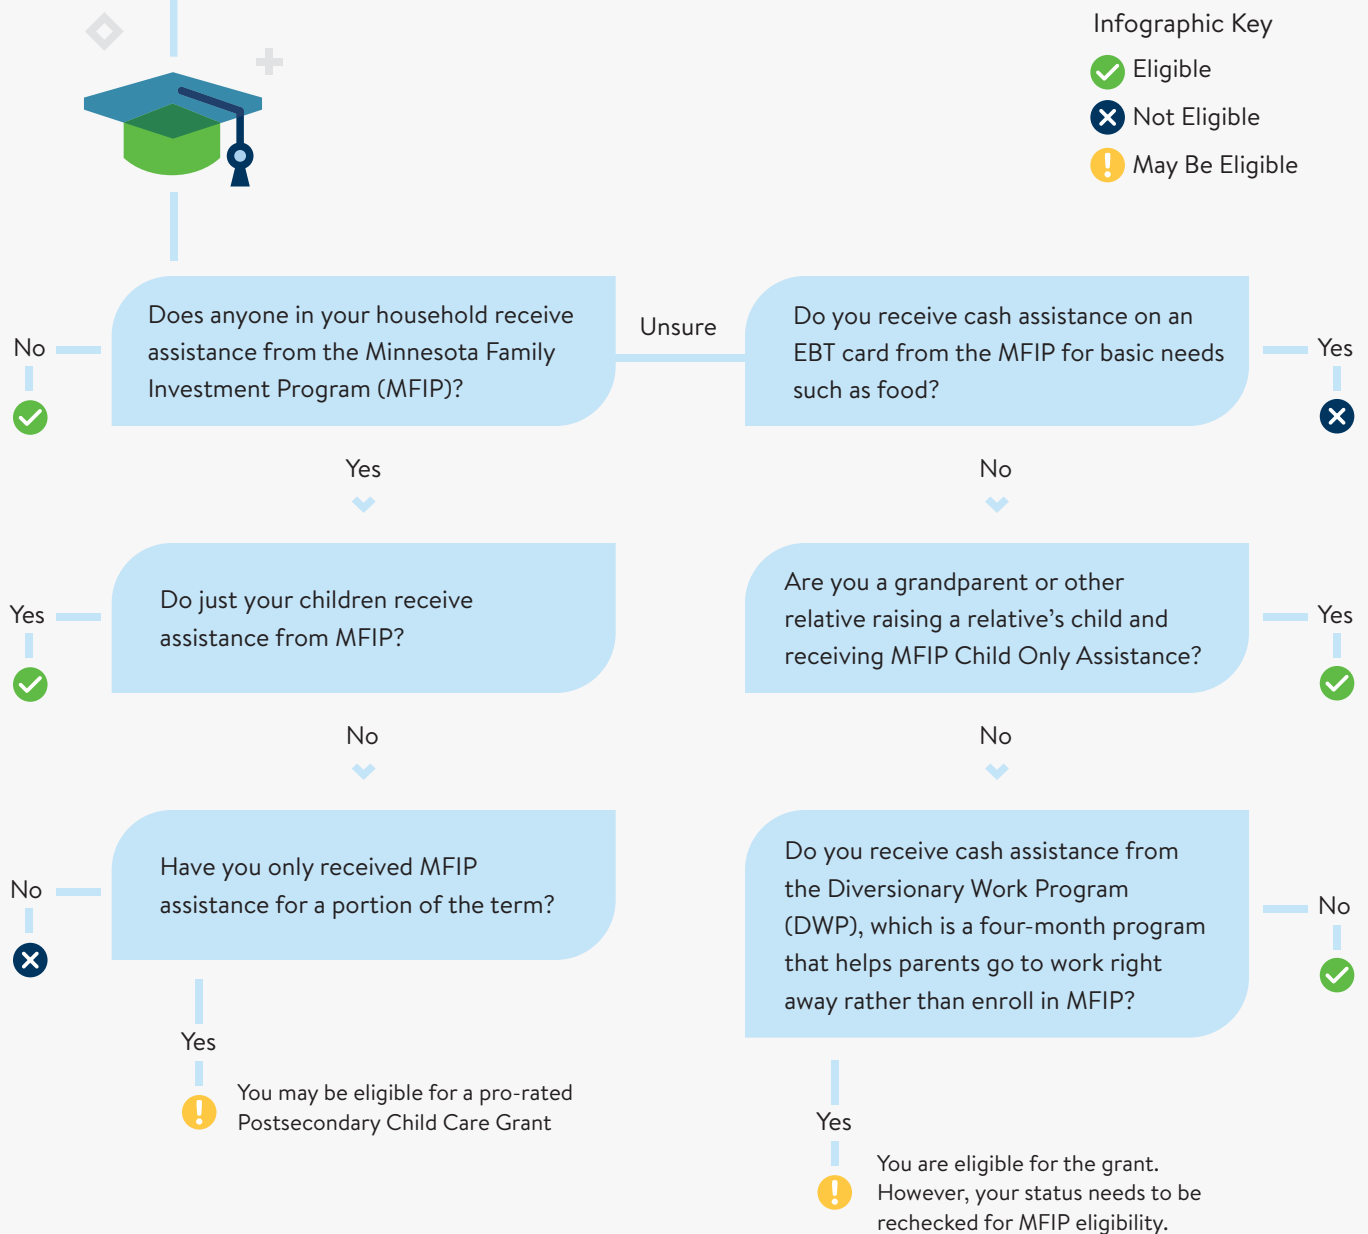 Infographic Key
Eligible
Not Eligible
May Be Eligible
No
Does anyone in your household receive
assistance from the Minnesota Family
Investment Program (MFIP)?
Unsure
Do you receive cash assistance on an
EBT card from the MFIP for basic needs
such as food?
Yes
Yes
No
Yes
Do just your children receive
assistance from MFIP?
Are you a grandparent or other
relative raising a relative’s child and
receiving MFIP Child Only Assistance?
Yes
No
No
No
Have you only received MFIP
assistance for a portion of the term?
Do you receive cash assistance from
the Diversionary Work Program
(DWP), which is a four-month program
that helps parents go to work right
away rather than enroll in MFIP?
No
Yes
You may be eligible for a pro-rated
Postsecondary Child Care Grant
Yes
You are eligible for the grant.
However, your status needs to be
rechecked for MFIP eligibility.